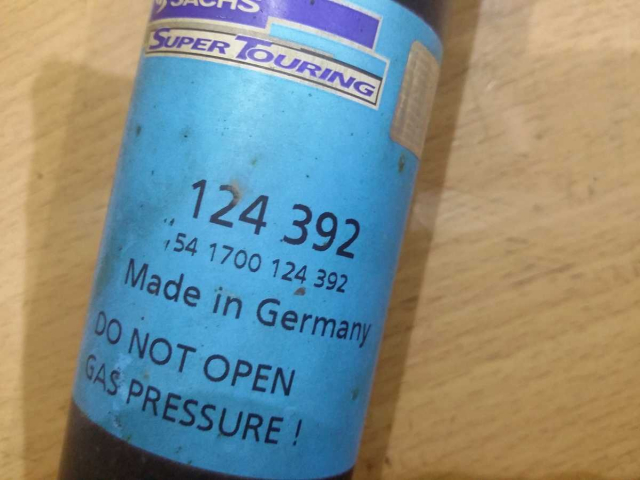 SACHS
SUPER TOURING
124 392
54 1700 124 392
Made in Germany
DO NOT OPEN
GAS PRESSURE !